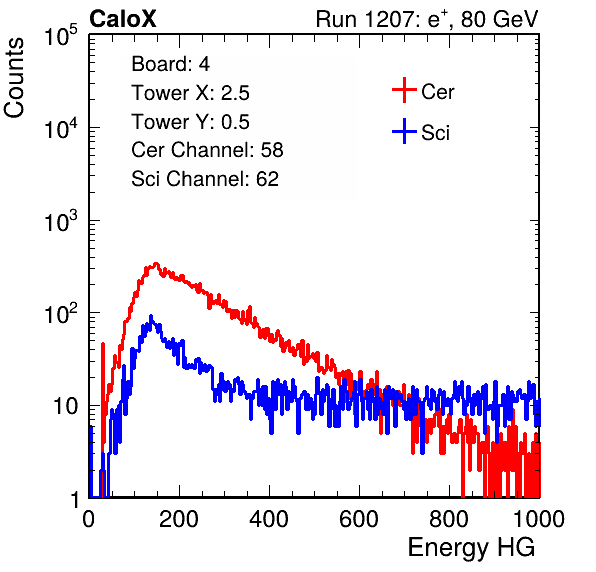 CaloX Run 1207: e⁺, 80 GeV
Counts
Board: 4
Tower X: 2.5
Tower Y: 0.5
Cer Channel: 58
Sci Channel: 62
Cer
Sci
10⁵
10⁴
10³
10²
10
1
0 200 400 600 800 1000
Energy HG